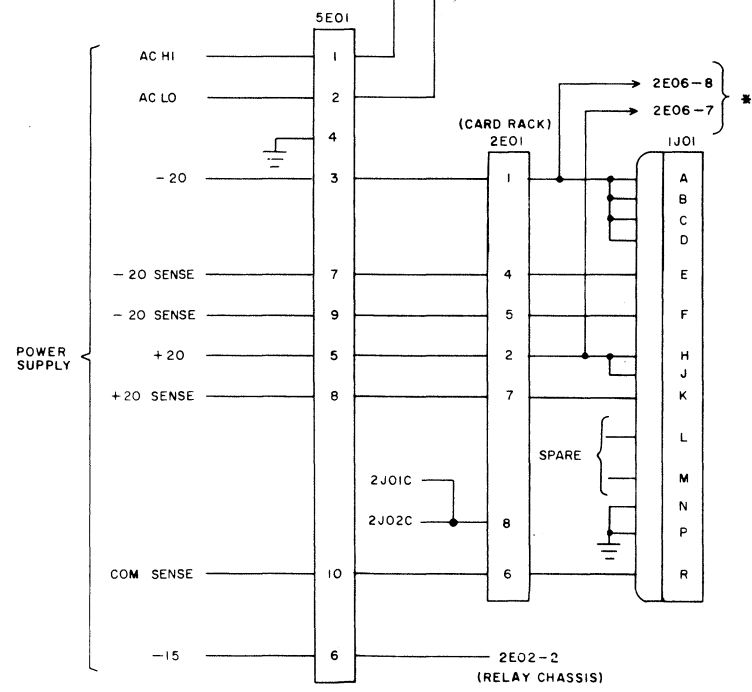 5E01
AC HI 1
AC LO 2
2E06-8
2E06-7 *
(CARD RACK)
4 2E01 1J01
-20 3 1 A
B
C
D
-20 SENSE 7 4 E
-20 SENSE 9 5 F
POWER SUPPLY
+20 5 2 H
J
+20 SENSE 8 7 K
SPARE
L
M
2J01C
N
2J02C 8
P
COM SENSE 10 6 R
-15 6 2E02-2
(RELAY CHASSIS)